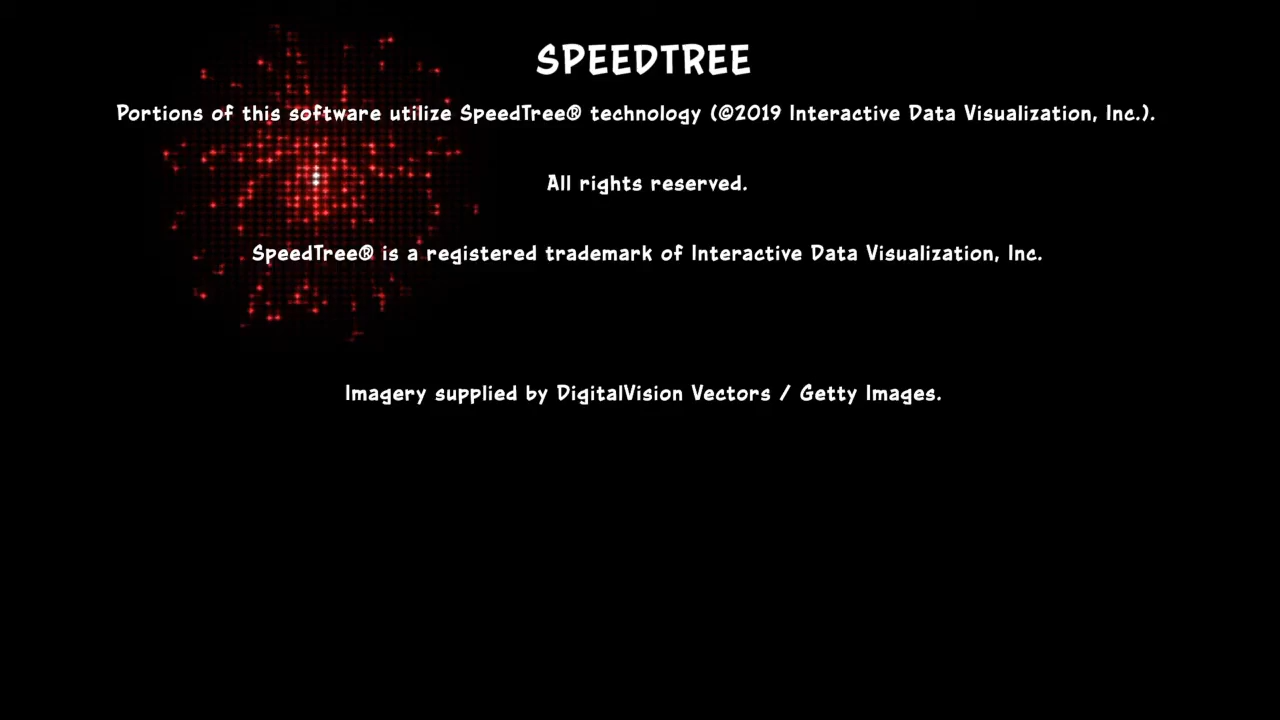 SPEEDTREE
Portions of this software utilize SpeedTree® technology (©2019 Interactive Data Visualization, Inc.).
All rights reserved.
SpeedTree® is a registered trademark of Interactive Data Visualization, Inc.
Imagery supplied by DigitalVision Vectors / Getty Images.